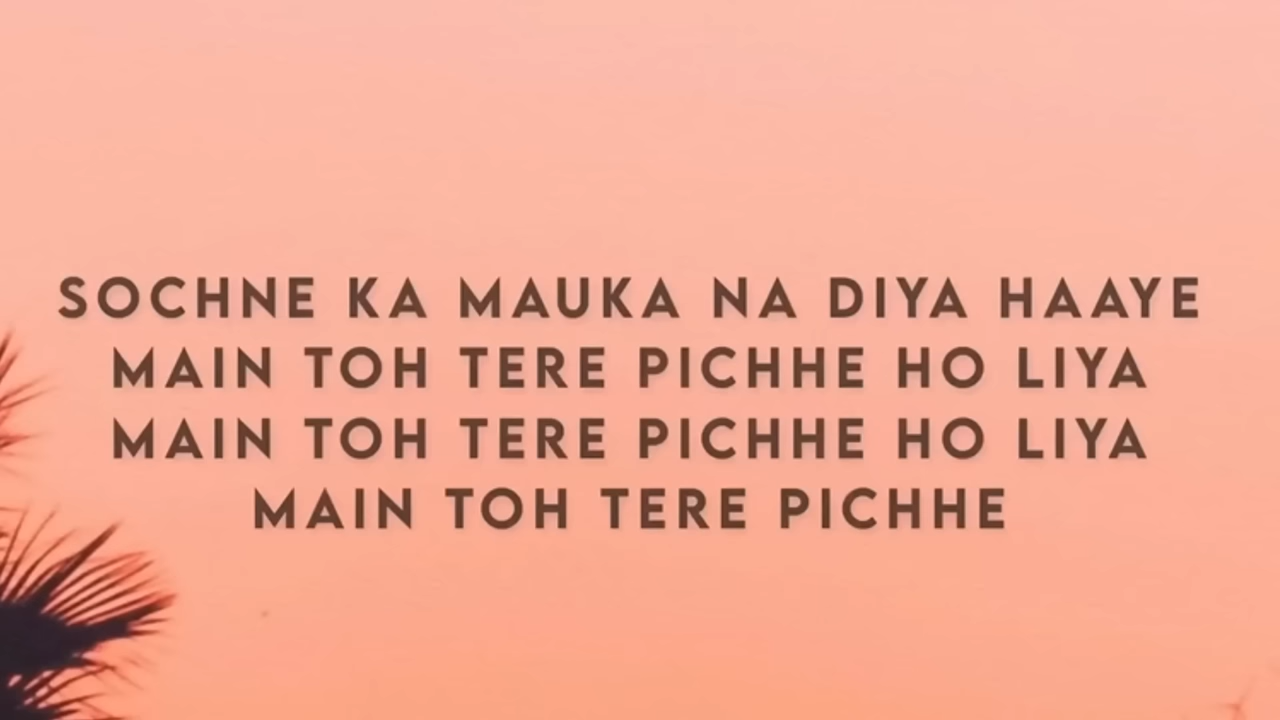 SOCHNE KA MAUKA NA DIYA HAAYE
MAIN TOH TERE PICHHE HO LIYA
MAIN TOH TERE PICHHE HO LIYA
MAIN TOH TERE PICHHE